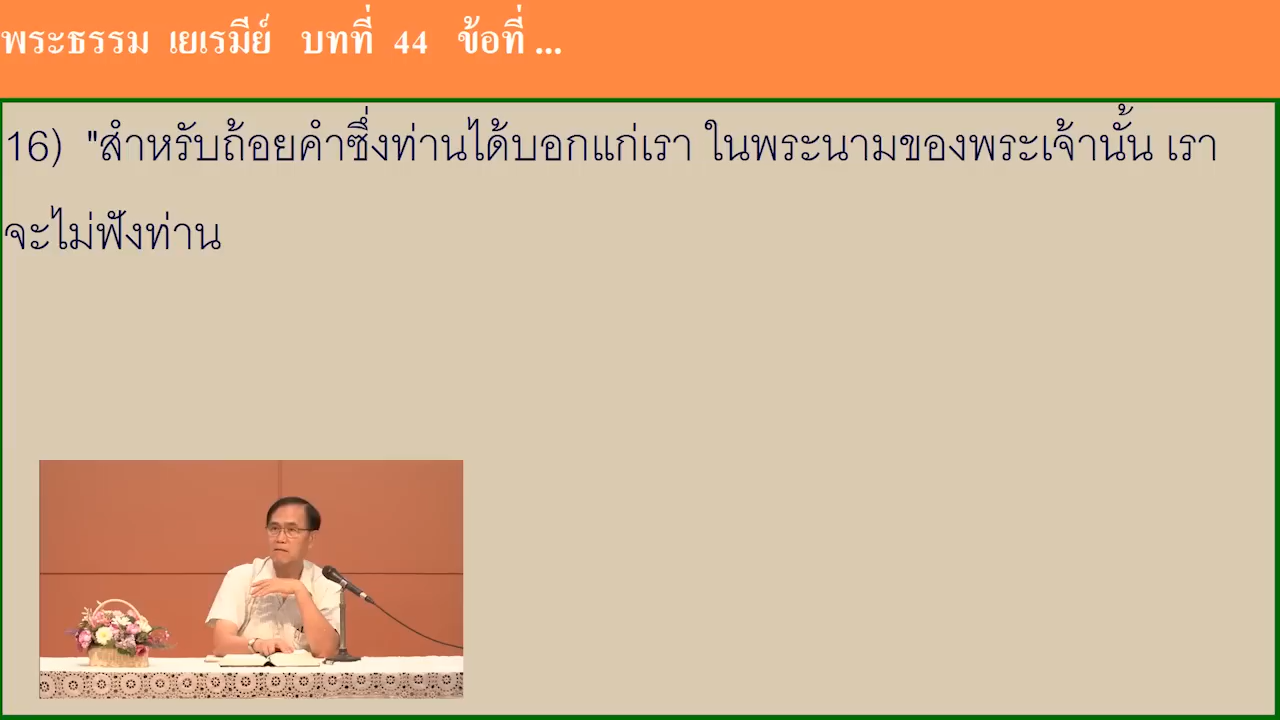 พระธรรม เยเรมีย์ บทที่ 44 ข้อที่ ...
16) "สำหรับถ้อยคำซึ่งท่านได้บอกแก่เรา ในพระนามของพระเจ้านั้น เรา
จะไม่ฟังท่าน